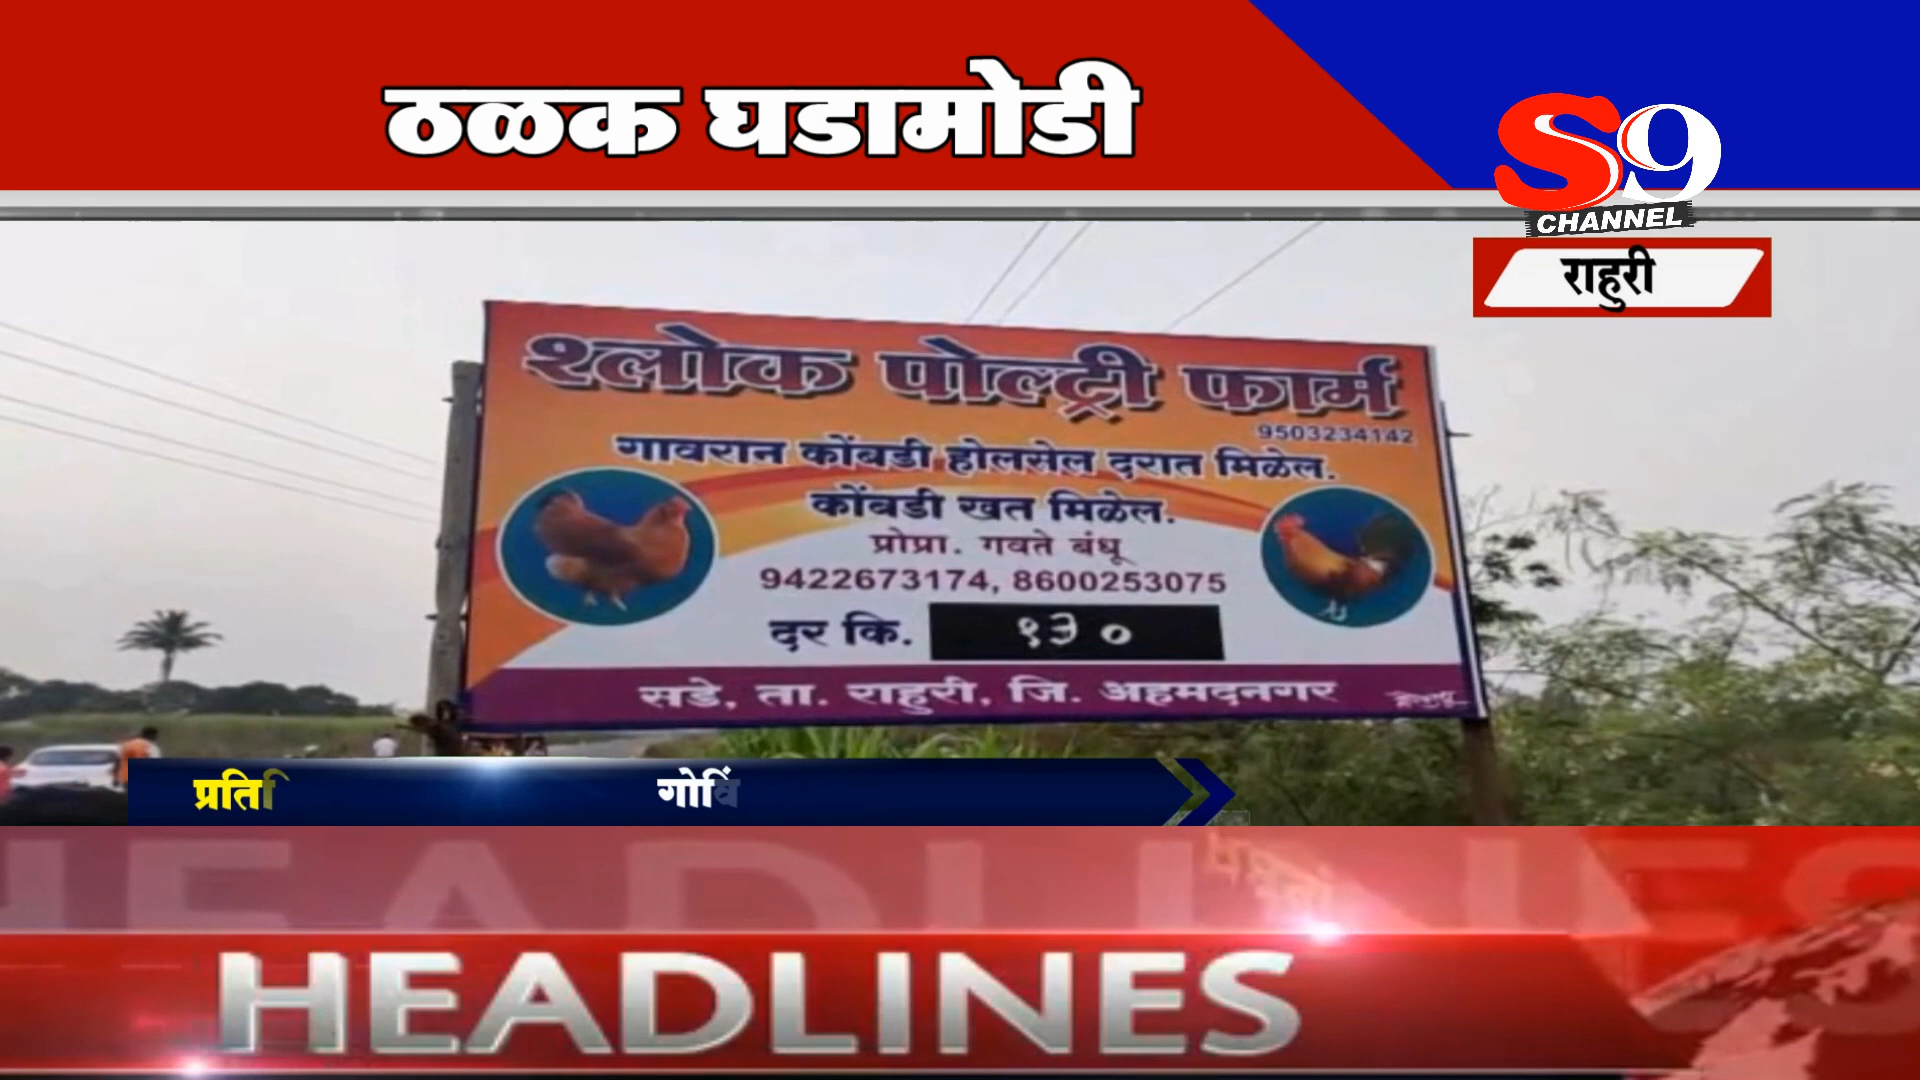 ठळक घडामोडी
S9
CHANNEL
राहुरी
श्लोक पोल्ट्री फार्म
9503234142
गावरान कोंबडी होलसेल दरात मिळेल.
कोंबडी खत मिळेल.
प्रोप्रा. गवते बंधू
9422673174, 8600253075
दर कि. १३०
सडे, ता. राहुरी, जि. अहमदनगर
HEADLINES